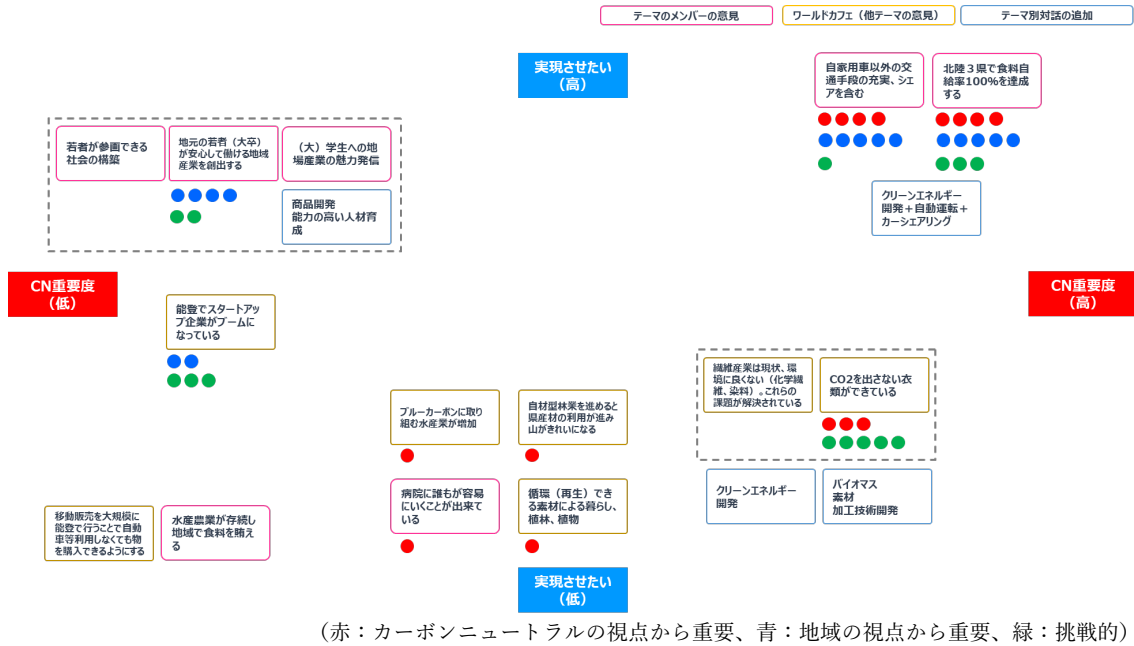 テーマのメンバーの意見
ワールドカフェ（他テーマの意見）
テーマ別対話の追加
実現させたい
（高）
自家用車以外の交
通手段の充実、シェ
アを含む
北陸３県で食料自
給率100%を達成
する
若者が参画できる
社会の構築
地元の若者（大卒）
が安心して働ける地域
産業を創出する
（大）学生への地
場産業の魅力発信
商品開発
能力の高い人材育
成
クリーンエネルギー
開発＋自動運転＋
カーシェアリング
CN重要度
（低）
CN重要度
（高）
能登でスタートアッ
プ企業がブームに
なっている
繊維産業は現状、環
境に良くない（化学繊
維、染料）。これらの
課題が解決されている
CO2を出さない衣
類ができている
ブルーカーボンに取り
組む水産業が増加
自材型林業を進めると
県産材の利用が進み
山がきれいになる
病院に誰もが容易
にいくことが出来て
いる
循環（再生）でき
る素材による暮らし、
植林、植物
クリーンエネルギー
開発
バイオマス
素材
加工技術開発
移動販売を大規模に
能登で行うことで自動
車等利用しなくても物
を購入できるようにする
水産農業が存続し
地域で食料を賄え
る
実現させたい
（低）
（赤：カーボンニュートラルの視点から重要、青：地域の視点から重要、緑：挑戦的）